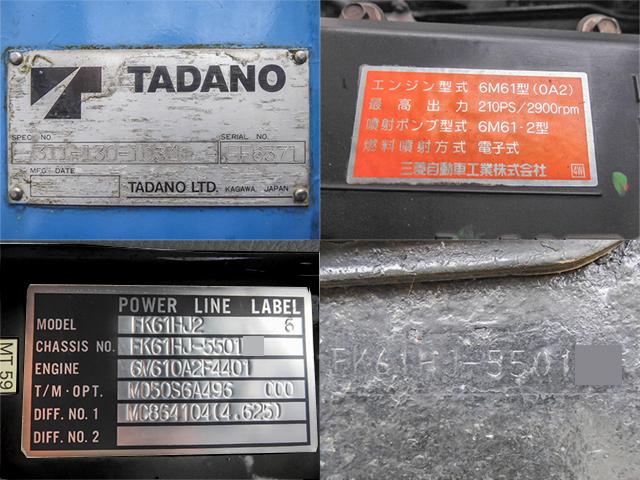 TADANO
SPEC NO.
SERIAL NO.
MFG DATE
TADANO LTD. KAGAWA, JAPAN
エンジン型式 6M61型(0A2)
最高出力 210PS/2900rpm
噴射ポンプ型式 6M61-2型
燃料噴射方式 電子式
三菱自動車工業株式会社 4W
POWER LINE LABEL
MODEL FK61HJ2 6
CHASSIS NO. FK61HJ-5501
ENGINE 6M610A2F4401
T/M·OPT. M050S6A496 000
DIFF. NO. 1 MC864104(4.625)
DIFF. NO. 2
MT 59
FK61HJ-5501